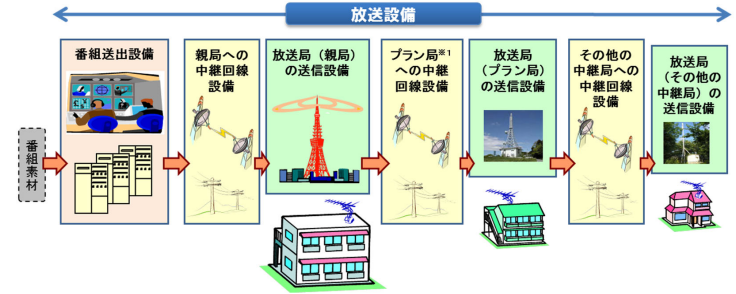 放送設備
番組素材
番組送出設備
親局への
中継回線
設備
放送局（親局）
の送信設備
プラン局※1
への中継
回線設備
放送局
（プラン局）
の送信設備
その他の
中継局への
中継回線
設備
放送局
（その他の
中継局）の
送信設備